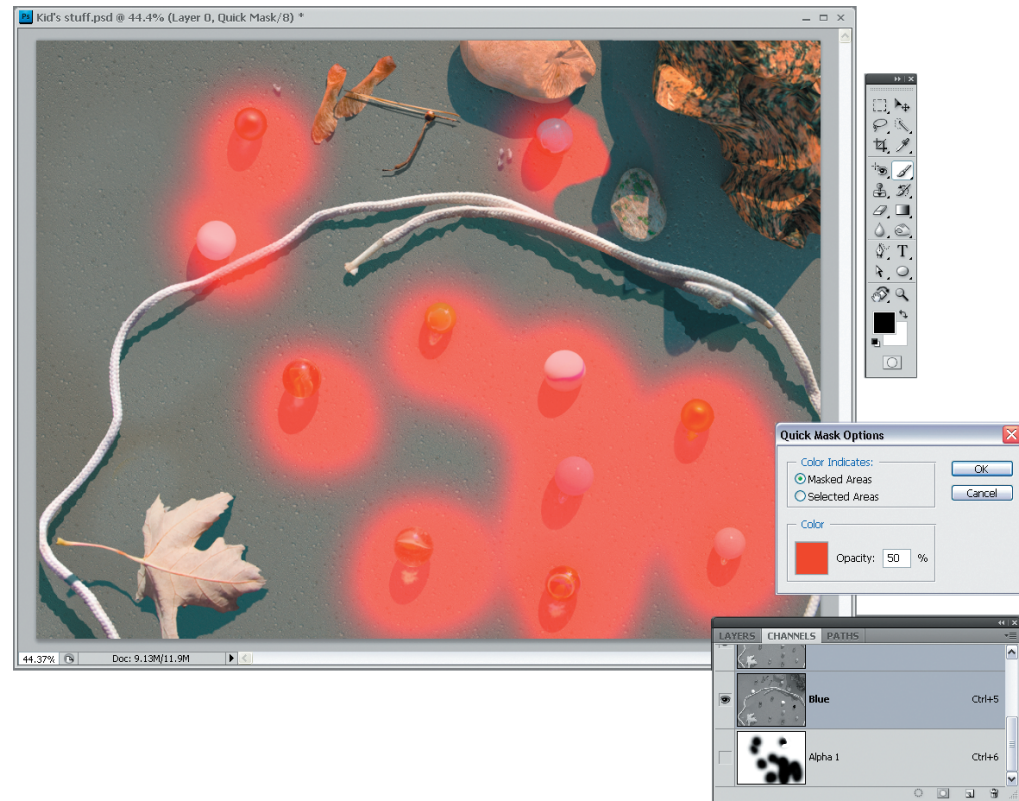 Ps Kid's stuff.psd @ 44.4% (Layer 0, Quick Mask/8) *
T
Quick Mask Options
Color Indicates:
Masked Areas
Selected Areas
OK
Cancel
Color
Opacity: 50 %
LAYERS CHANNELS PATHS
Blue Ctrl+5
Alpha 1 Ctrl+6
44.37% Doc: 9.13M/11.9M